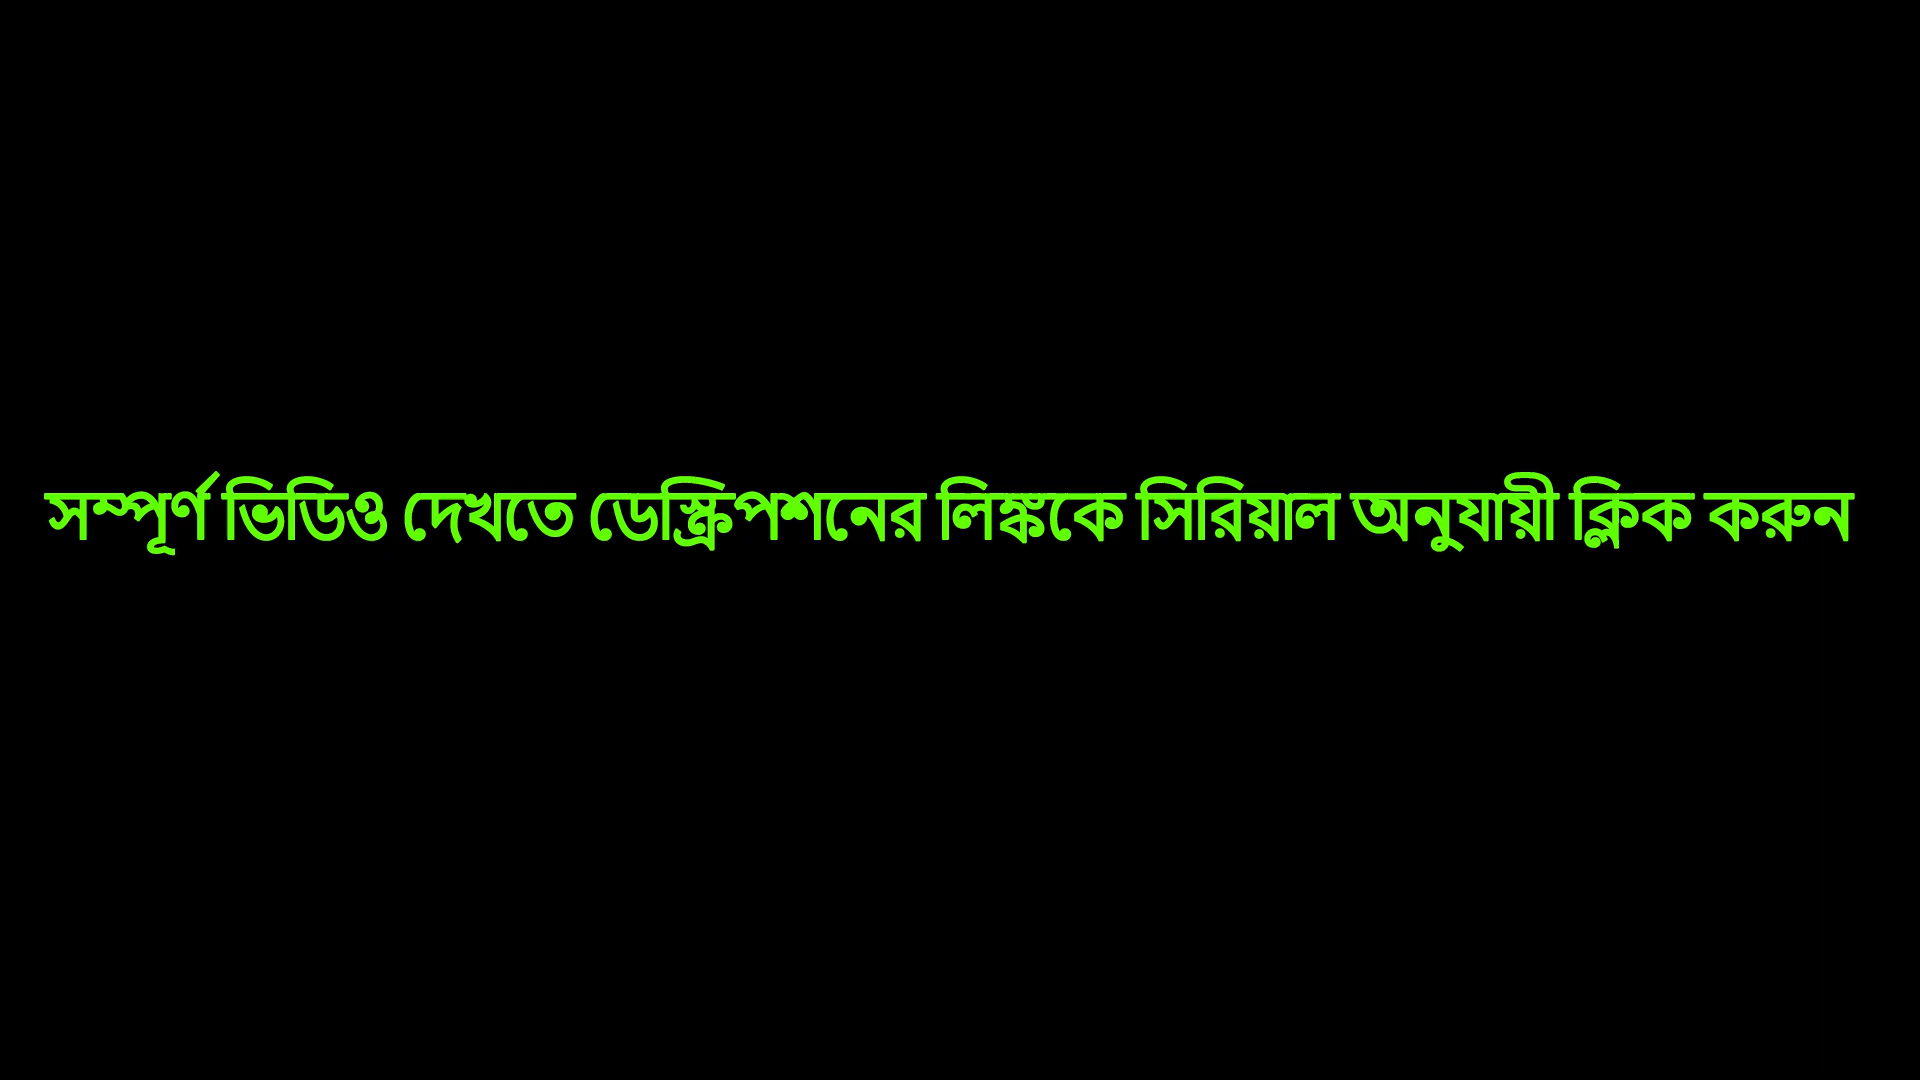 সম্পূর্ণ ভিডিও দেখতে ডেস্ক্রিপশনের লিঙ্ককে সিরিয়াল অনুযায়ী ক্লিক করুন